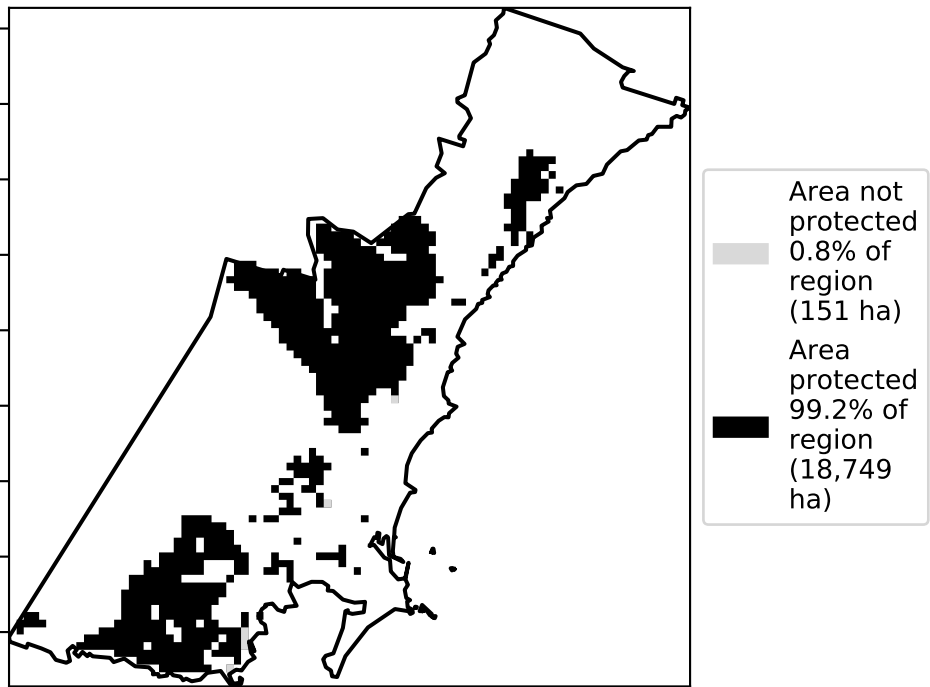 Area not
protected
0.8% of
region
(151 ha)
Area
protected
99.2% of
region
(18,749
ha)